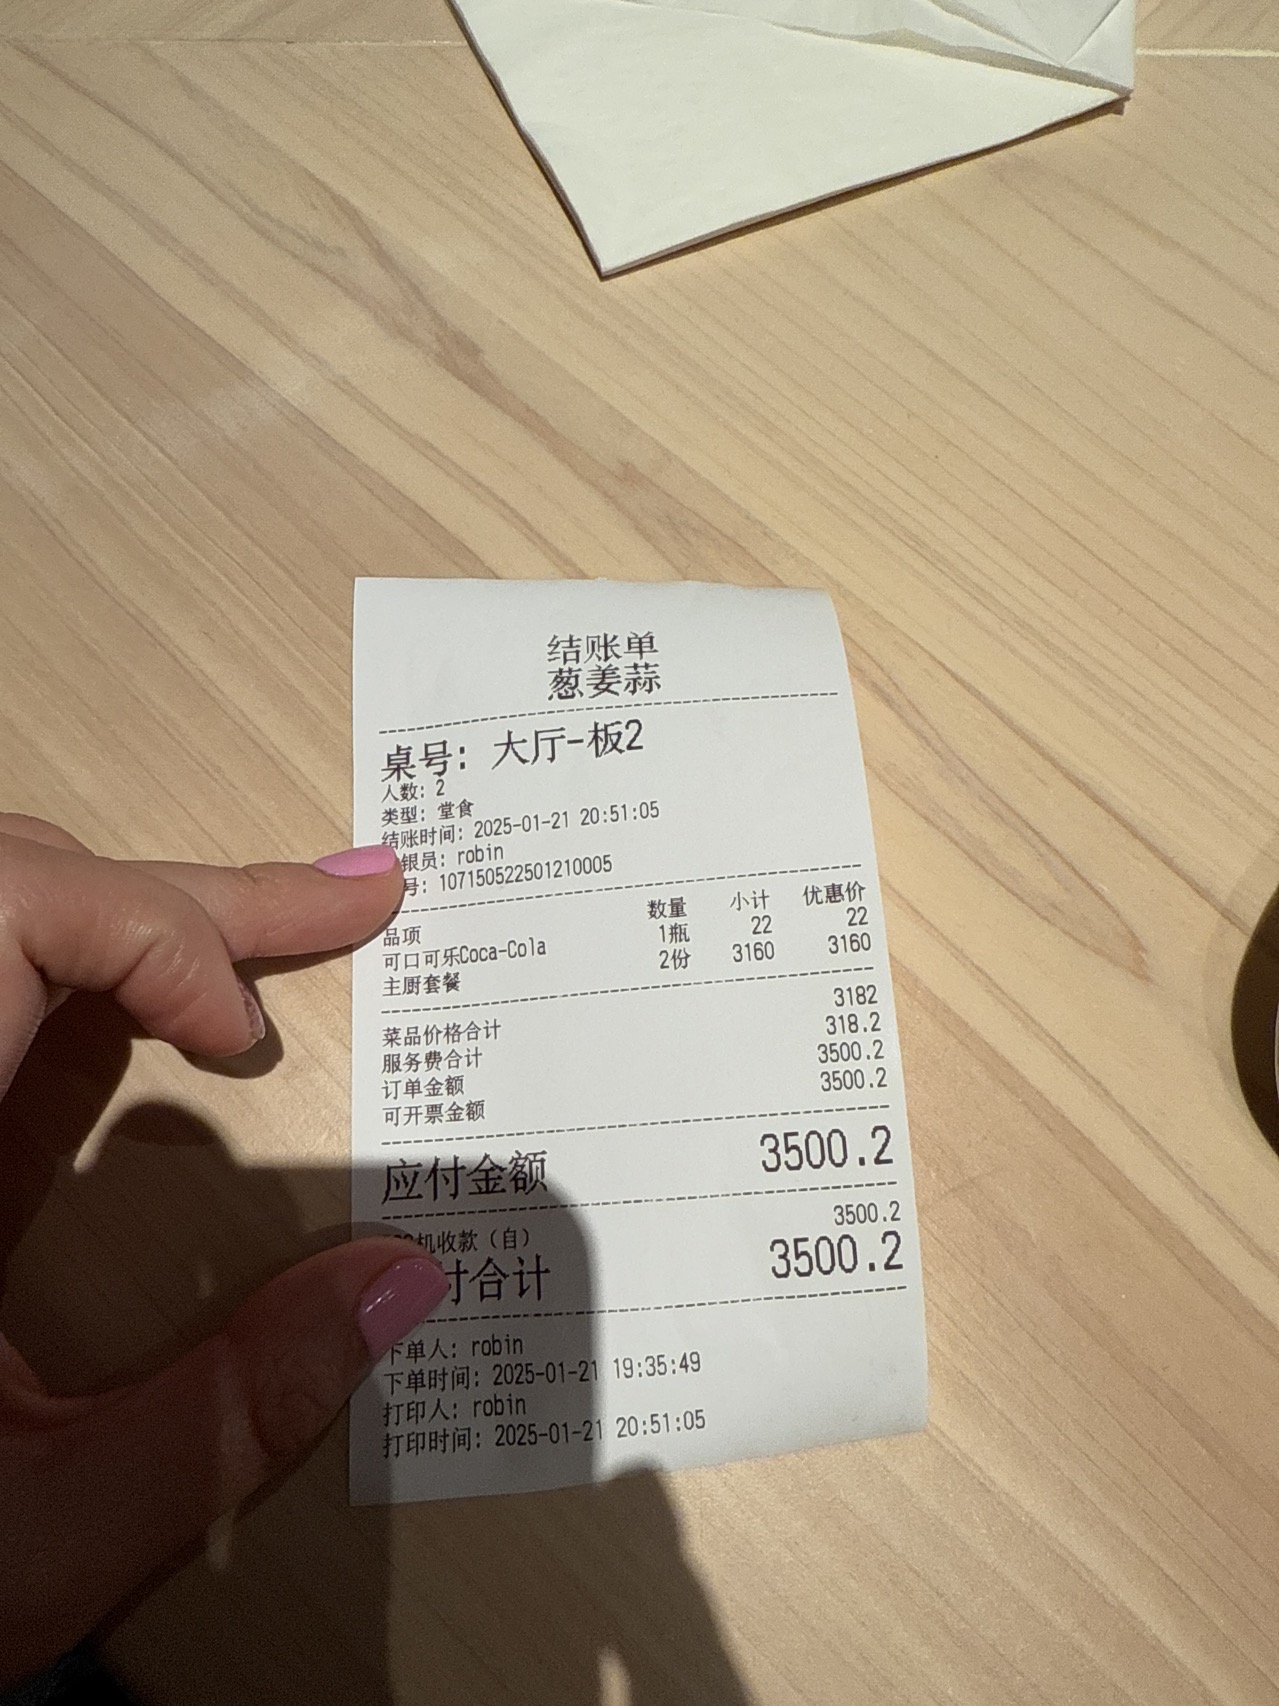 结账单
葱姜蒜
桌号: 大厅-板2
人数: 2
类型: 堂食
结账时间: 2025-01-21 20:51:05
银员: robin
号: 107150522501210005
品项 数量 小计 优惠价
可口可乐Coca-Cola 1瓶 22 22
主厨套餐 2份 3160 3160
菜品价格合计 3182
服务费合计 318.2
订单金额 3500.2
可开票金额 3500.2
应付金额 3500.2
机收款（自） 3500.2
付合计 3500.2
下单人: robin
下单时间: 2025-01-21 19:35:49
打印人: robin
打印时间: 2025-01-21 20:51:05